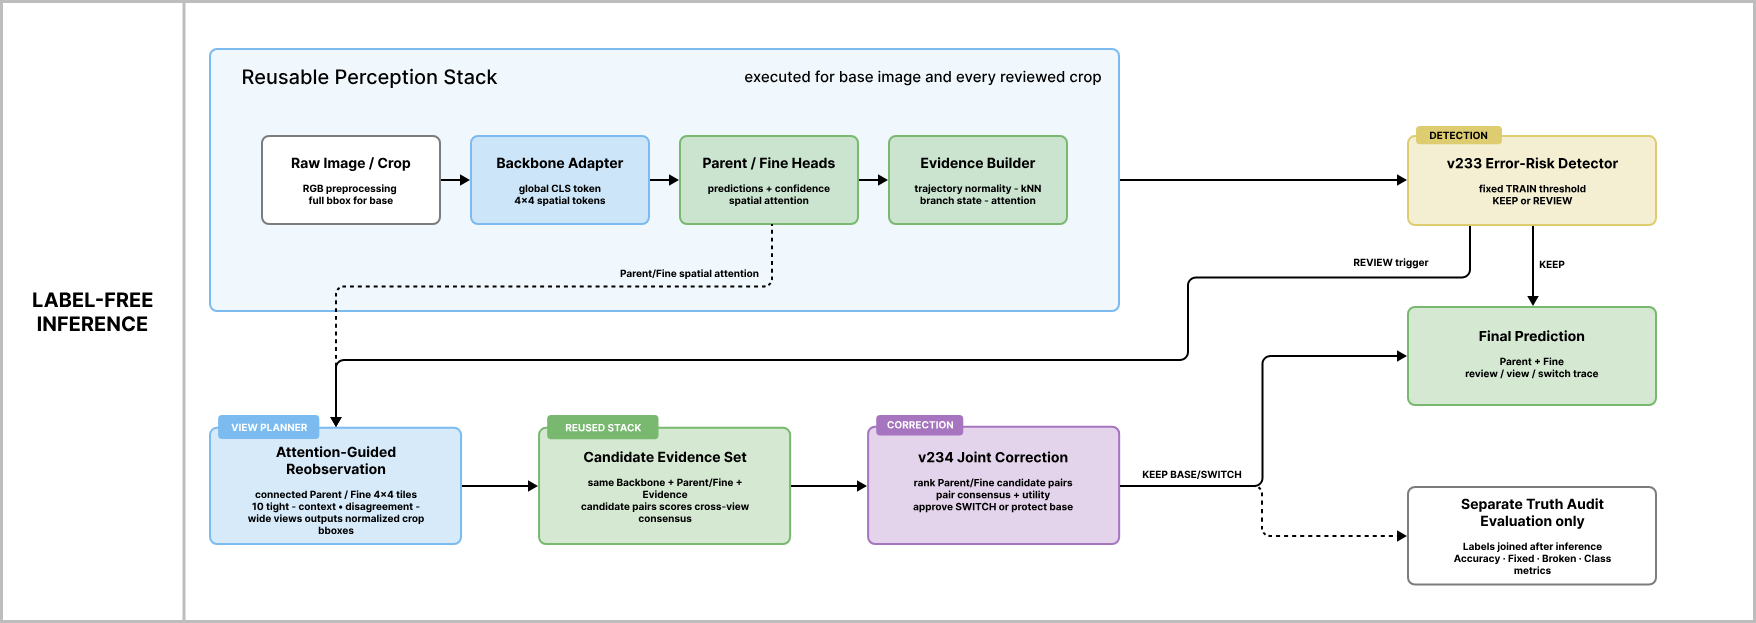 LABEL-FREE
INFERENCE
Reusable Perception Stack
executed for base image and every reviewed crop
Raw Image / Crop
RGB preprocessing
full bbox for base
Backbone Adapter
global CLS token
4×4 spatial tokens
Parent / Fine Heads
predictions + confidence
spatial attention
Evidence Builder
trajectory normality - kNN
branch state - attention
Parent/Fine spatial attention
DETECTION
v233 Error-Risk Detector
fixed TRAIN threshold
KEEP or REVIEW
REVIEW trigger
KEEP
Final Prediction
Parent + Fine
review / view / switch trace
VIEW PLANNER
Attention-Guided
Reobservation
connected Parent / Fine 4×4 tiles
10 tight - context • disagreement -
wide views outputs normalized crop
bboxes
REUSED STACK
Candidate Evidence Set
same Backbone + Parent/Fine +
Evidence
candidate pairs scores cross-view
consensus
CORRECTION
v234 Joint Correction
rank Parent/Fine candidate pairs
pair consensus + utility
approve SWITCH or protect base
KEEP BASE/SWITCH
Separate Truth Audit
Evaluation only
Labels joined after inference
Accuracy · Fixed · Broken · Class
metrics